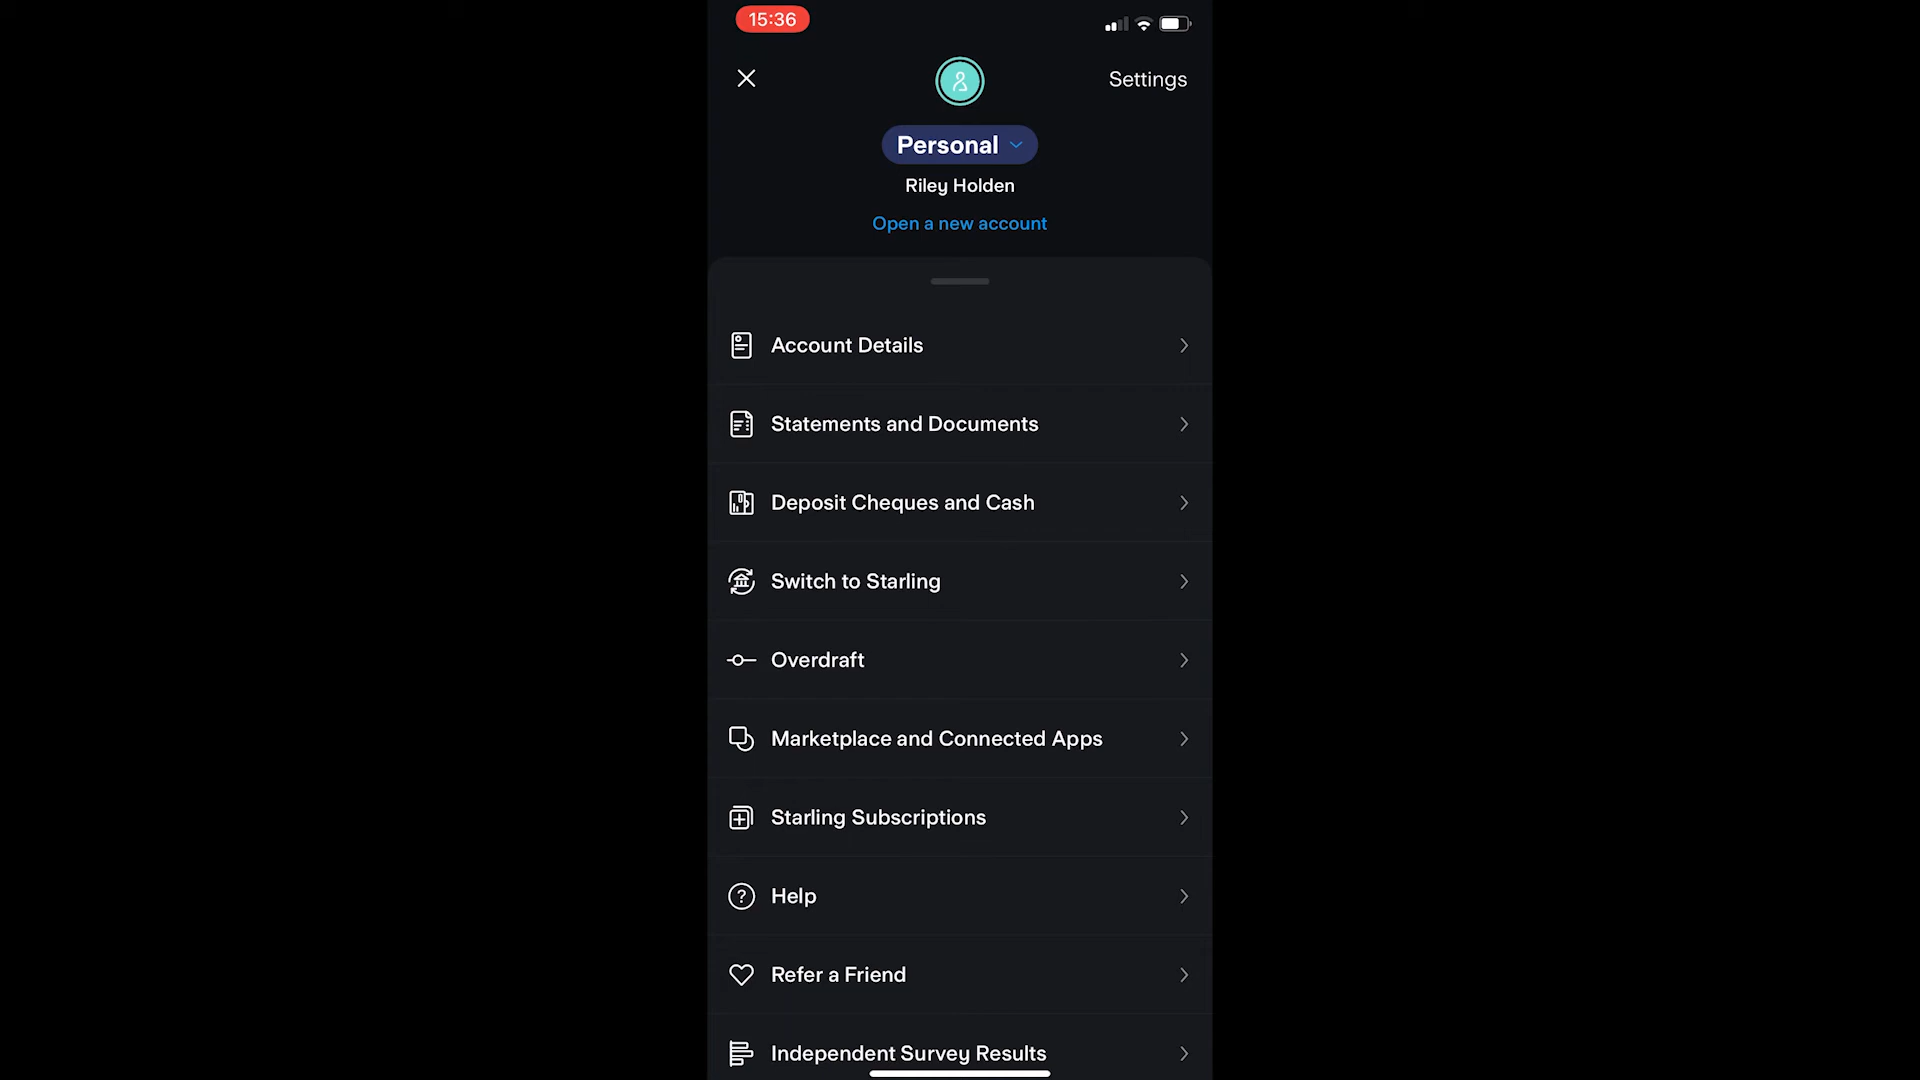 15:36
Settings
Personal
Riley Holden
Open a new account
Account Details
Statements and Documents
Deposit Cheques and Cash
Switch to Starling
Overdraft
Marketplace and Connected Apps
Starling Subscriptions
Help
Refer a Friend
Independent Survey Results